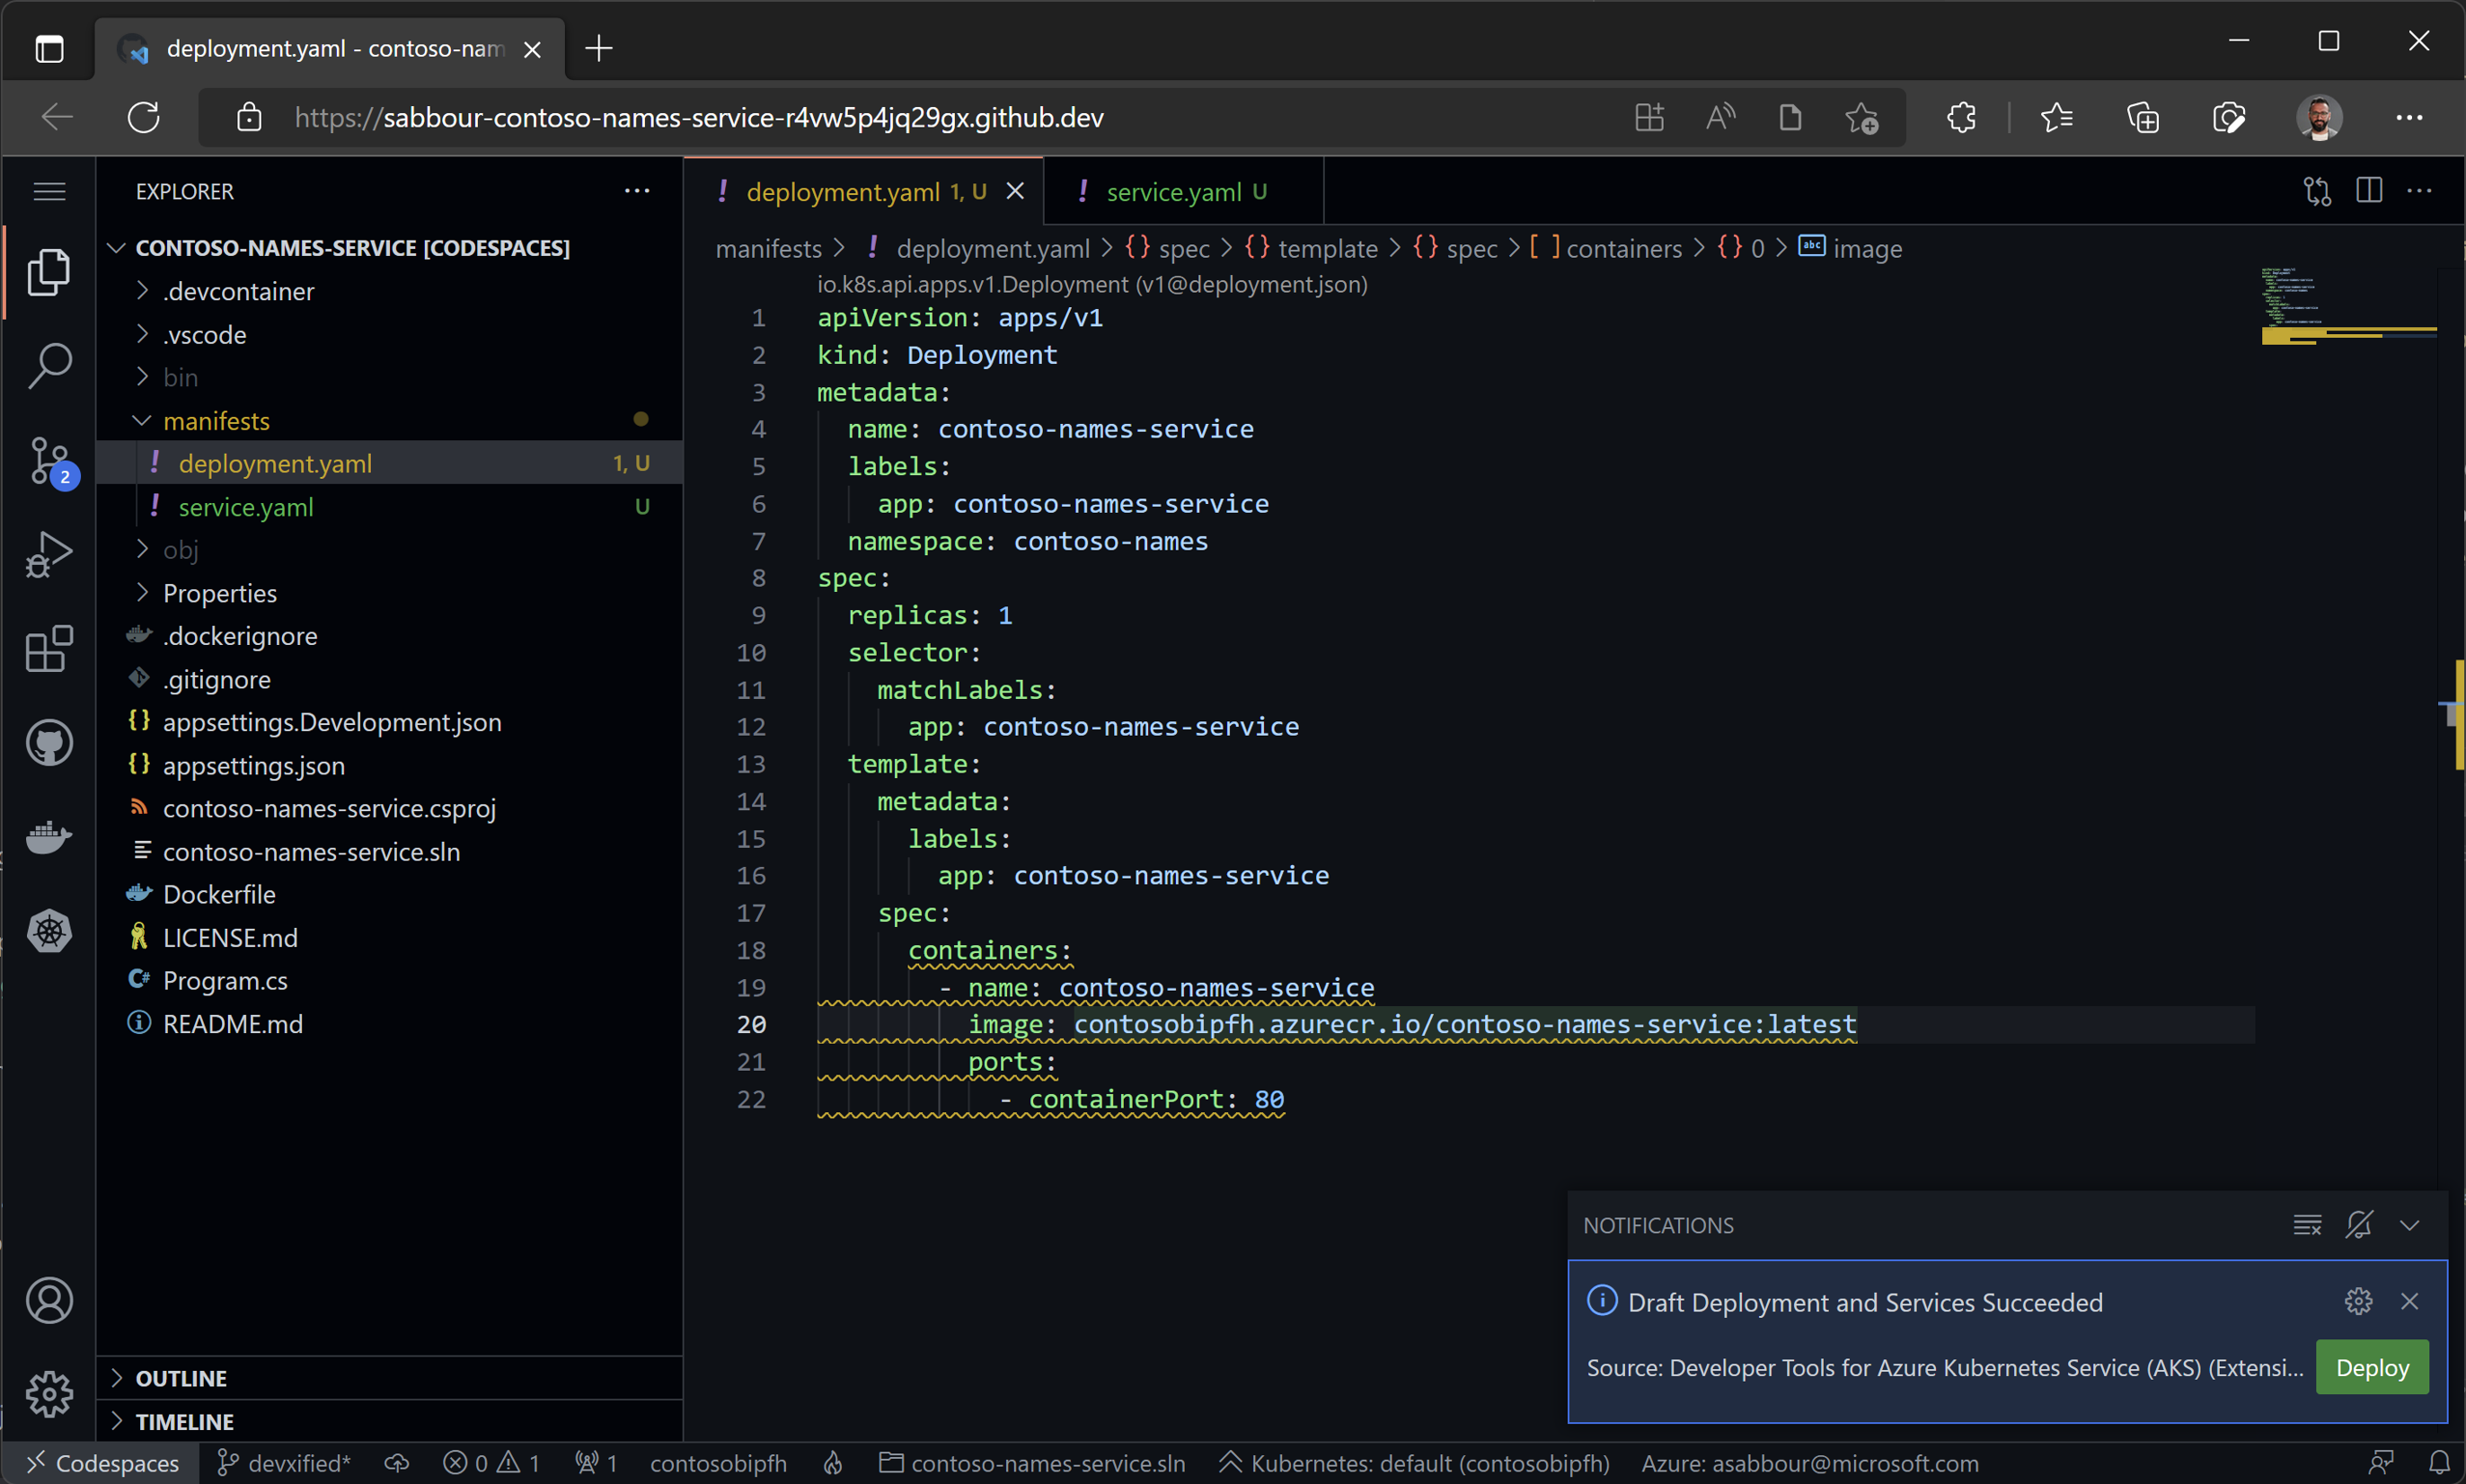 deployment.yaml - contoso-nam
https://sabbour-contoso-names-service-r4vw5p4jq29gx.github.dev
EXPLORER
CONTOSO-NAMES-SERVICE [CODESPACES]
.devcontainer
.vscode
bin
manifests
! deployment.yaml 1, U
! service.yaml U
obj
Properties
.dockerignore
.gitignore
{} appsettings.Development.json
{} appsettings.json
contoso-names-service.csproj
contoso-names-service.sln
Dockerfile
LICENSE.md
C# Program.cs
README.md
OUTLINE
TIMELINE
2
! deployment.yaml 1, U
! service.yaml U
manifests > ! deployment.yaml > {} spec > {} template > {} spec > [ ] containers > {} 0 > abc image
io.k8s.api.apps.v1.Deployment (v1@deployment.json)
1 apiVersion: apps/v1
2 kind: Deployment
3 metadata:
4 name: contoso-names-service
5 labels:
6 app: contoso-names-service
7 namespace: contoso-names
8 spec:
9 replicas: 1
10 selector:
11 matchLabels:
12 app: contoso-names-service
13 template:
14 metadata:
15 labels:
16 app: contoso-names-service
17 spec:
18 containers:
19 - name: contoso-names-service
20 image: contosobipfh.azurecr.io/contoso-names-service:latest
21 ports:
22 - containerPort: 80
NOTIFICATIONS
Draft Deployment and Services Succeeded
Source: Developer Tools for Azure Kubernetes Service (AKS) (Extensi...
Deploy
Codespaces devxified* 0 1 1 contosobipfh contoso-names-service.sln Kubernetes: default (contosobipfh) Azure: asabbour@microsoft.com